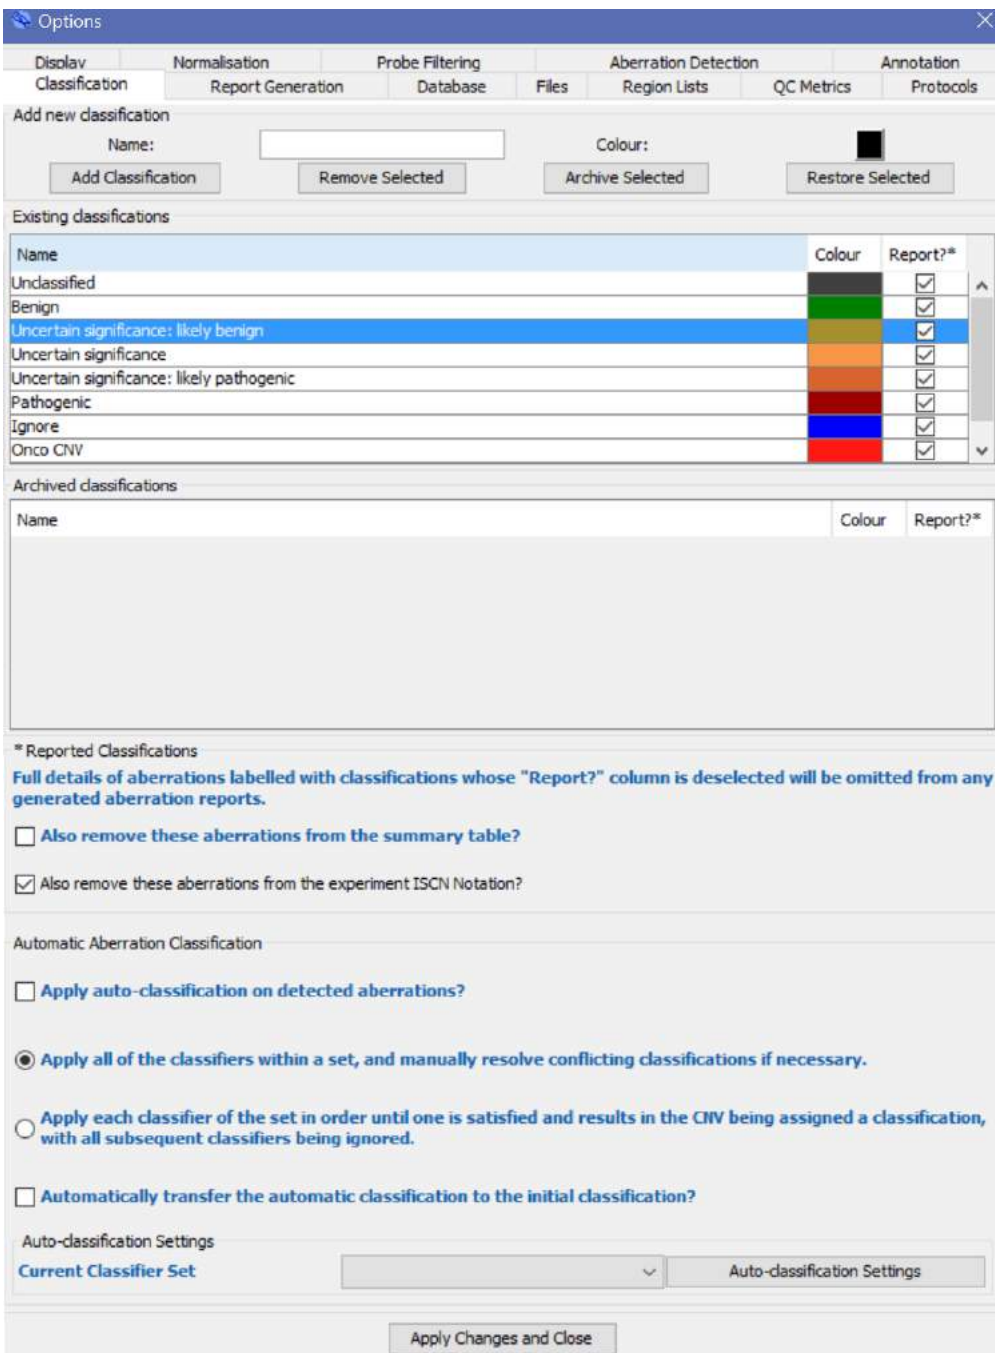 Options
Display Normalisation Probe Filtering Aberration Detection Annotation
Classification Report Generation Database Files Region Lists QC Metrics Protocols
Add new classification
Name: Colour:
Add Classification Remove Selected Archive Selected Restore Selected
Existing classifications
Name Colour Report?*
Unclassified
Benign
Uncertain significance: likely benign
Uncertain significance
Uncertain significance: likely pathogenic
Pathogenic
Ignore
Onco CNV
Archived classifications
Name Colour Report?*
* Reported Classifications
Full details of aberrations labelled with classifications whose "Report?" column is deselected will be omitted from any
generated aberration reports.
Also remove these aberrations from the summary table?
Also remove these aberrations from the experiment ISCN Notation?
Automatic Aberration Classification
Apply auto-classification on detected aberrations?
Apply all of the classifiers within a set, and manually resolve conflicting classifications if necessary.
Apply each classifier of the set in order until one is satisfied and results in the CNV being assigned a classification,
with all subsequent classifiers being ignored.
Automatically transfer the automatic classification to the initial classification?
Auto-classification Settings
Current Classifier Set Auto-classification Settings
Apply Changes and Close